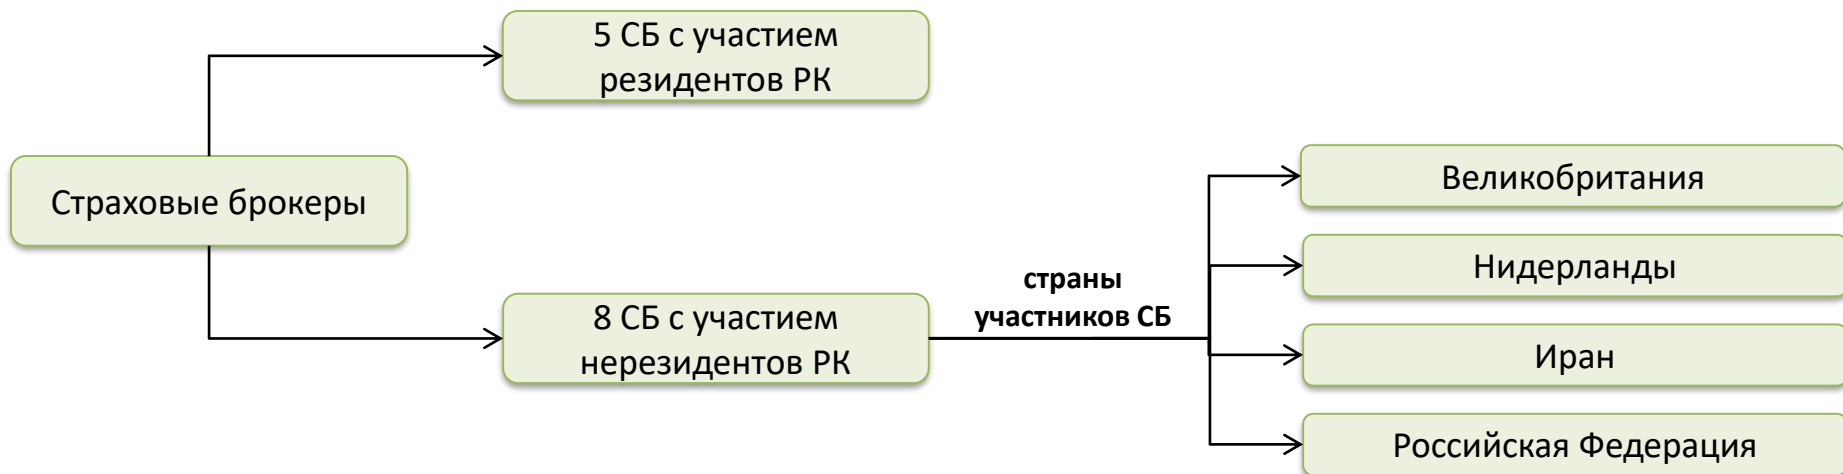 5 СБ с участием
резидентов РК
Страховые брокеры
8 СБ с участием
нерезидентов РК
страны
участников СБ
Великобритания
Нидерланды
Иран
Российская Федерация